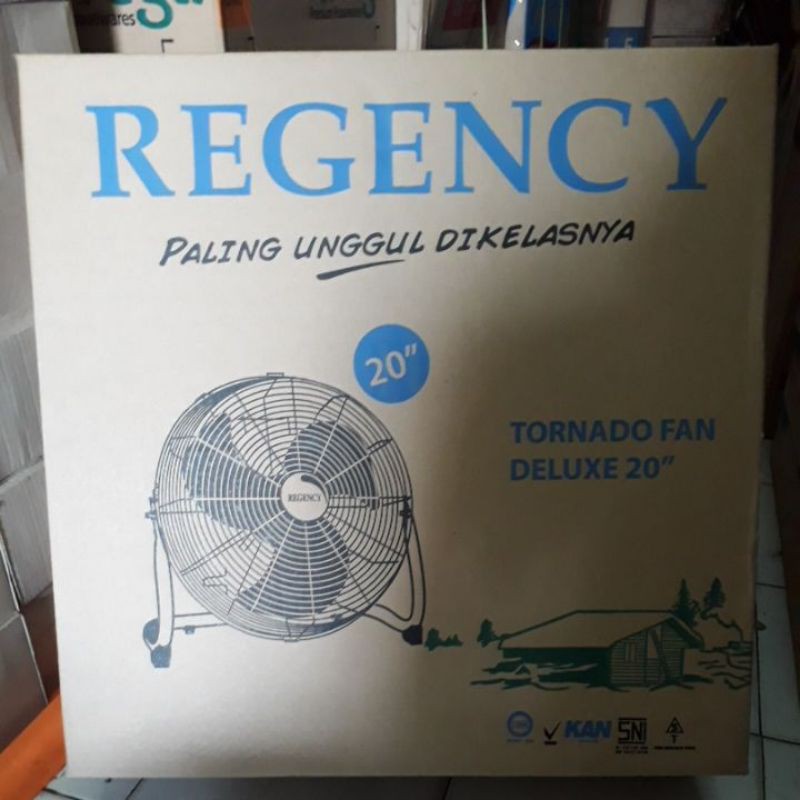 REGENCY
PALING UNGGUL DIKELASNYA
20"
REGENCY
TORNADO FAN
DELUXE 20"
KAN
SNI